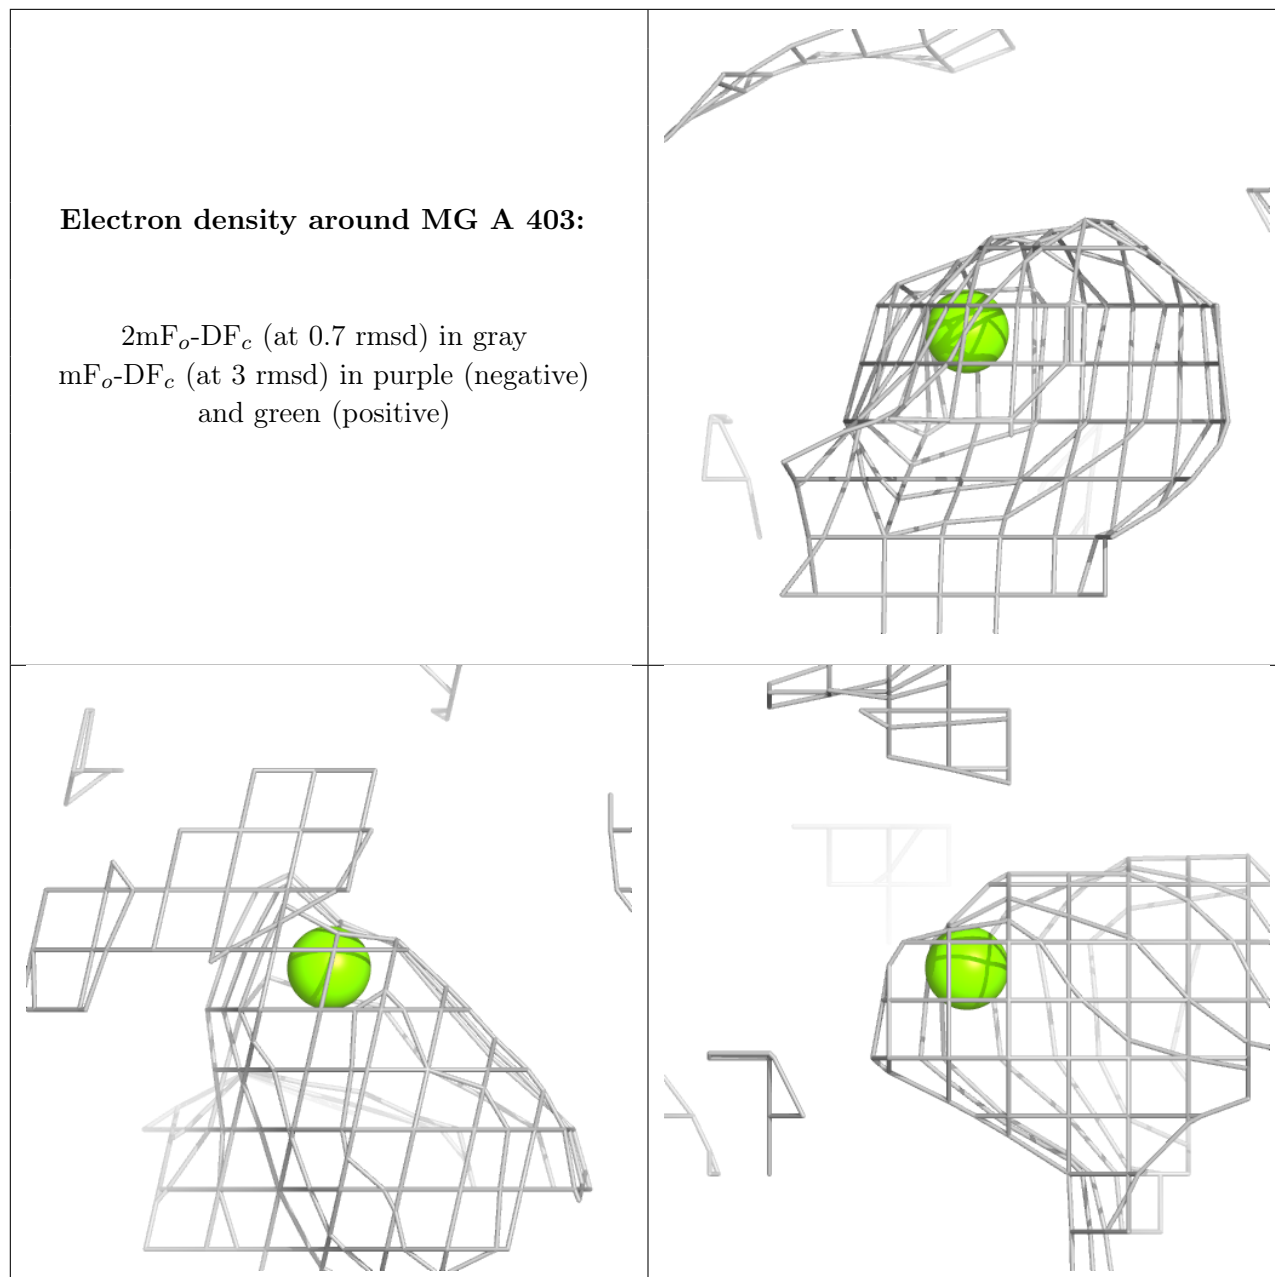 Electron density around MG A 403:
2mFo-DFc (at 0.7 rmsd) in gray
mFo-DFc (at 3 rmsd) in purple (negative)
and green (positive)